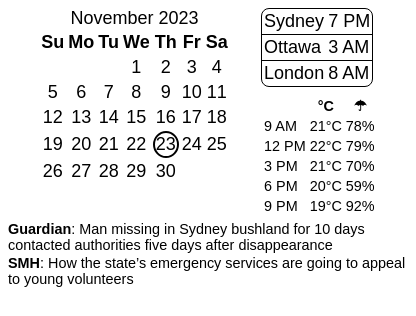 November 2023
Su Mo Tu We Th Fr Sa
1 2 3 4
5 6 7 8 9 10 11
12 13 14 15 16 17 18
19 20 21 22 23 24 25
26 27 28 29 30
Sydney 7 PM
Ottawa 3 AM
London 8 AM
°C ☂
9 AM 21°C 78%
12 PM 22°C 79%
3 PM 21°C 70%
6 PM 20°C 59%
9 PM 19°C 92%
Guardian: Man missing in Sydney bushland for 10 days
contacted authorities five days after disappearance
SMH: How the state’s emergency services are going to appeal
to young volunteers